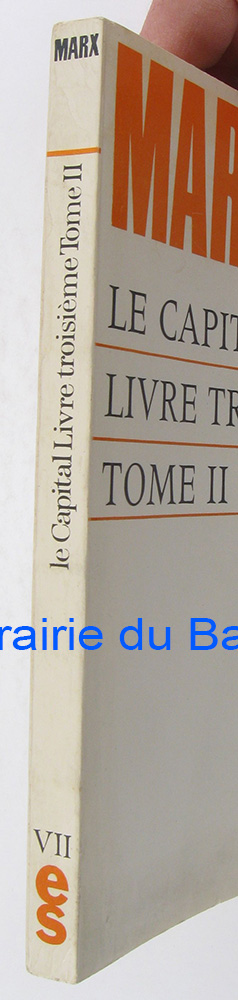 MARX
le Capital Livre troisième Tome II
VII
es
MAR
LE CAPIT
LIVRE TR
TOME II
rairie du Ba